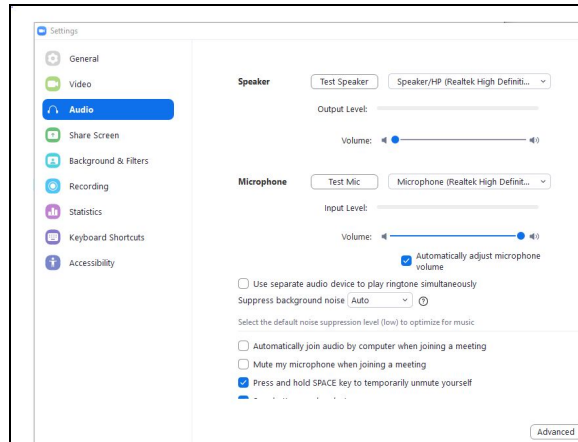 Settings
General
Video
Audio
Share Screen
Background & Filters
Recording
Statistics
Keyboard Shortcuts
Accessibility
Speaker Test Speaker Speaker/HP (Realtek High Definiti...
Output Level:
Volume:
Microphone Test Mic Microphone (Realtek High Definit...
Input Level:
Volume:
Automatically adjust microphone
volume
Use separate audio device to play ringtone simultaneously
Suppress background noise Auto
Select the default noise suppression level (low) to optimize for music
Automatically join audio by computer when joining a meeting
Mute my microphone when joining a meeting
Press and hold SPACE key to temporarily unmute yourself
Advanced